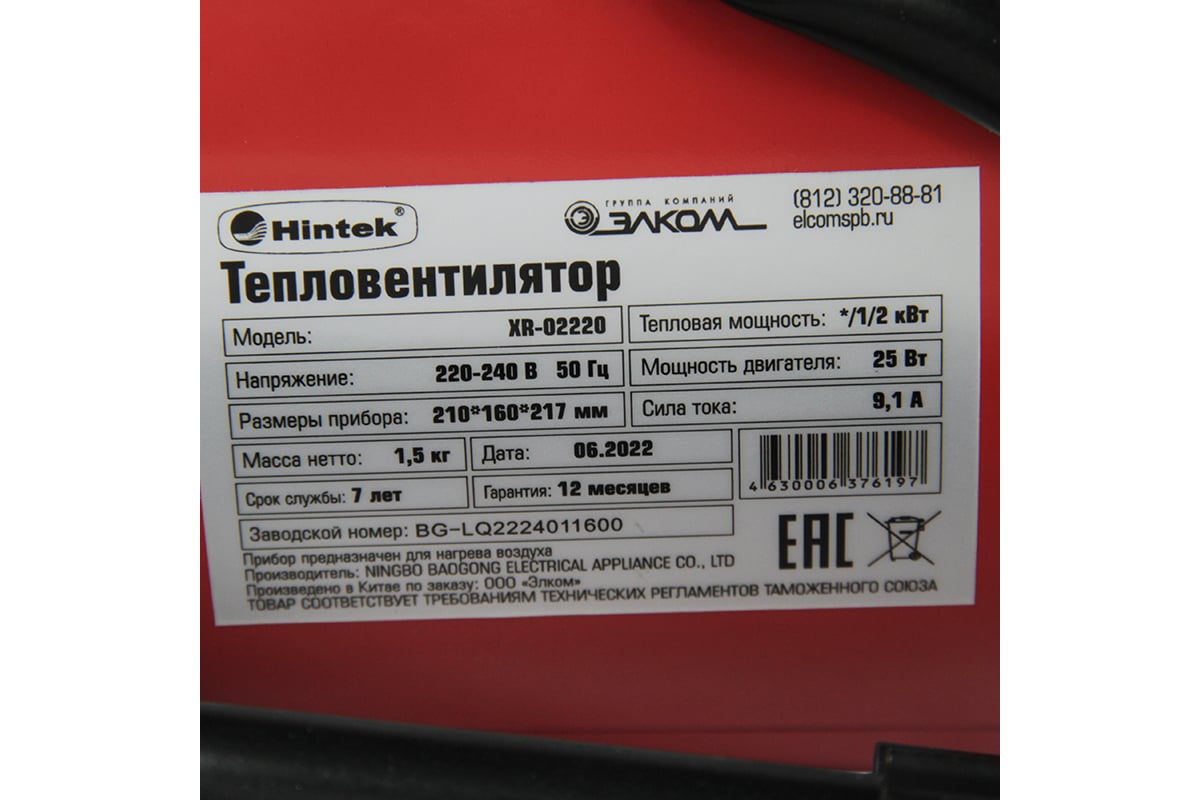 Hintek®
ГРУППА КОМПАНИЙ
ЭЛКОМ
(812) 320-88-81
elcomspb.ru
Тепловентилятор
Модель: XR-02220
Тепловая мощность: */1/2 кВт
Напряжение: 220-240 В 50 Гц
Мощность двигателя: 25 Вт
Размеры прибора: 210*160*217 мм
Сила тока: 9,1 А
Масса нетто: 1,5 кг
Дата: 06.2022
Срок службы: 7 лет
Гарантия: 12 месяцев
4 630006 376197
Заводской номер: BG-LQ2224011600
EAC
Прибор предназначен для нагрева воздуха
Производитель: NINGBO BAOGONG ELECTRICAL APPLIANCE CO., LTD
Произведено в Китае по заказу: ООО «Элком»
ТОВАР СООТВЕТСТВУЕТ ТРЕБОВАНИЯМ ТЕХНИЧЕСКИХ РЕГЛАМЕНТОВ ТАМОЖЕННОГО СОЮЗА